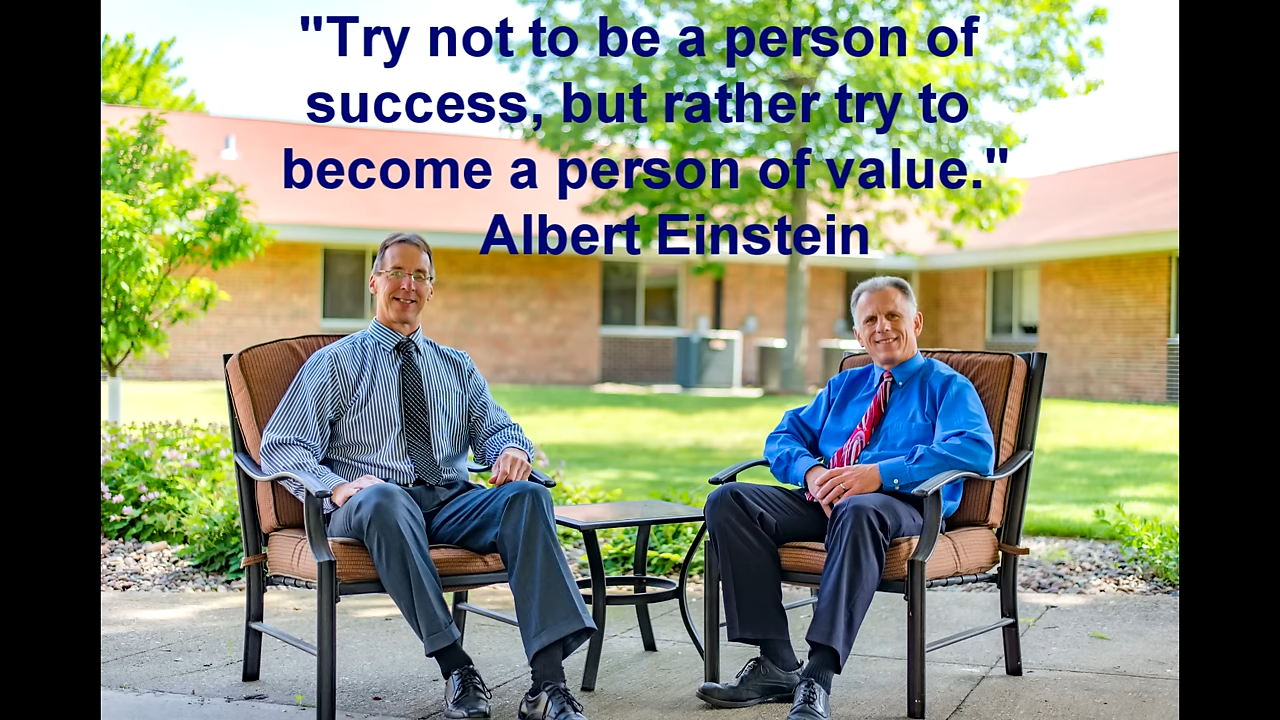 "Try not to be a person of
success, but rather try to
become a person of value."
Albert Einstein